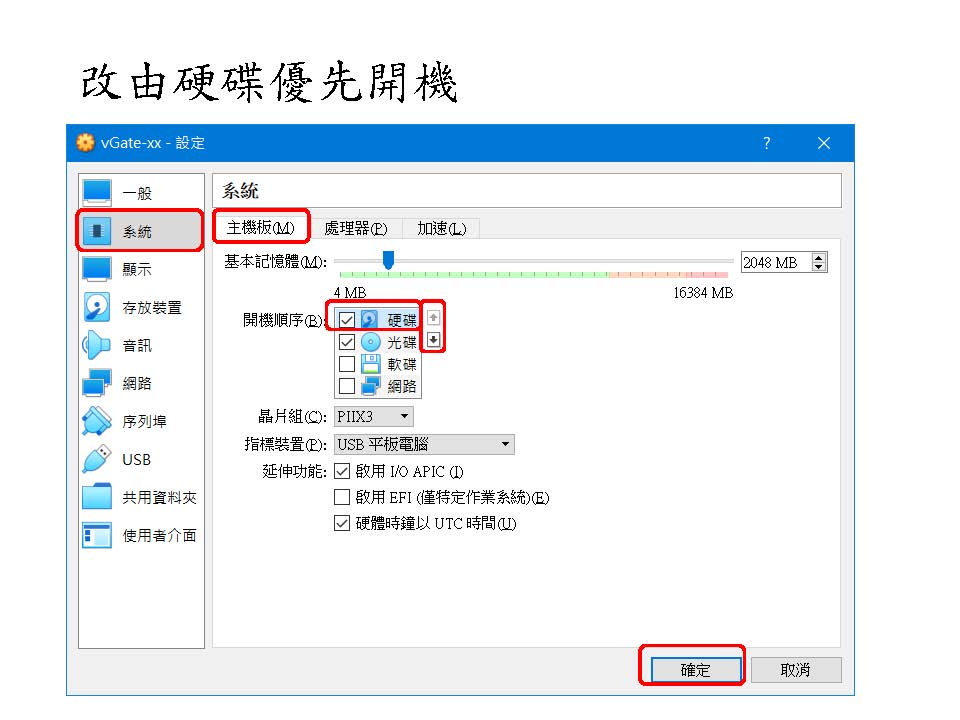 改由硬碟優先開機
vGate-xx - 設定
?
一般
系統
顯示
存放裝置
音訊
網路
序列埠
USB
共用資料夾
使用者介面
系統
主機板(M) 處理器(P) 加速(L)
基本記憶體(M): 2048 MB
4 MB 16384 MB
開機順序(B): 硬碟
光碟
軟碟
網路
晶片組(C): PIIX3
指標裝置(P): USB 平板電腦
延伸功能: 啟用 I/O APIC (I)
啟用 EFI (僅特定作業系統)(E)
硬體時鐘以 UTC 時間(U)
確定 取消